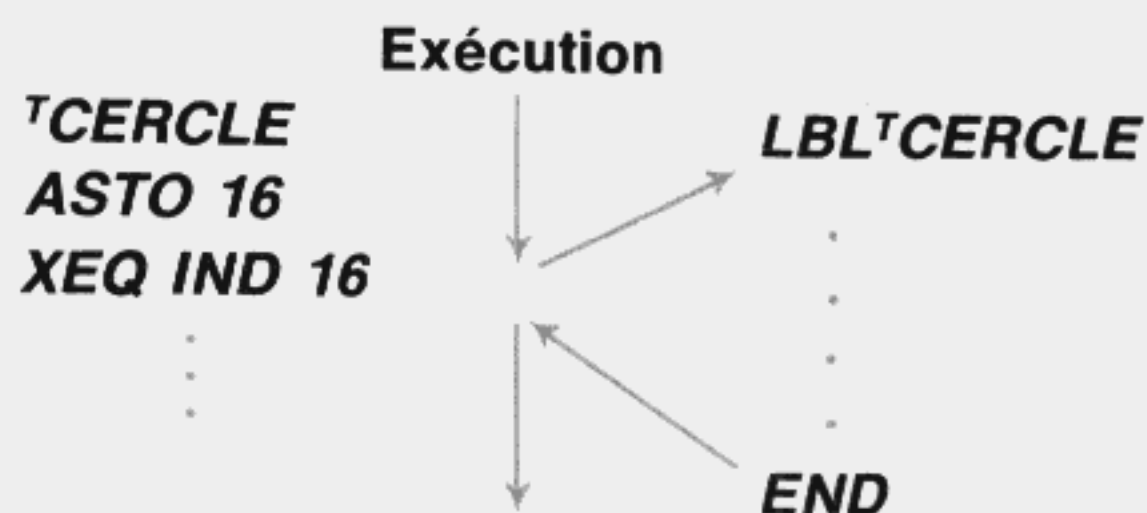 Exécution
ᵀCERCLE
ASTO 16
XEQ IND 16
LBLᵀCERCLE
END